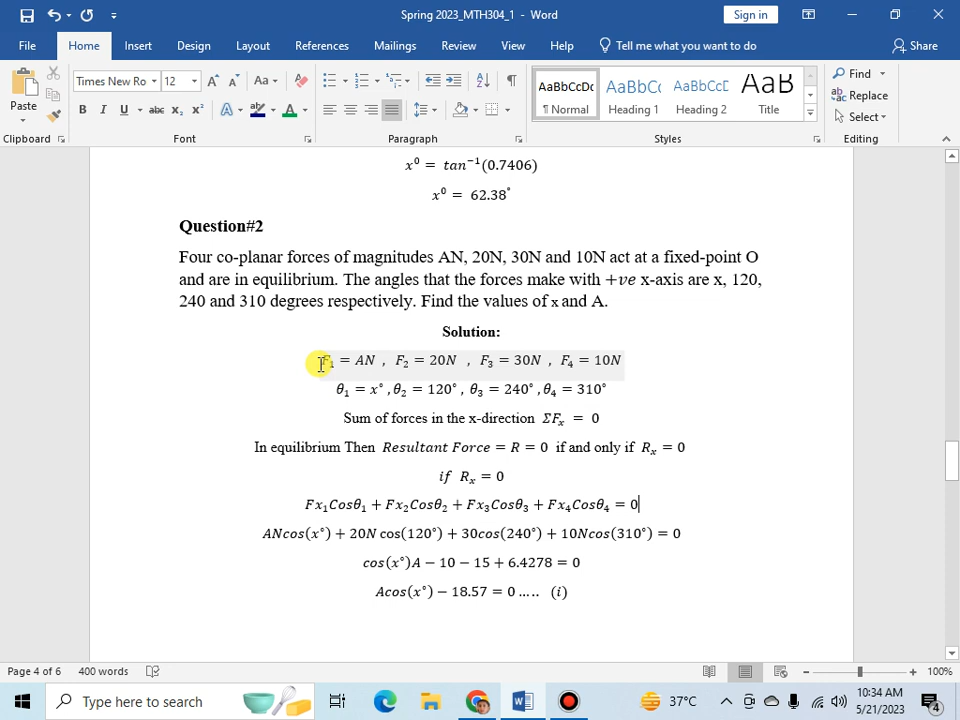 Spring 2023_MTH304_1 - Word
Sign in
File Home Insert Design Layout References Mailings Review View Help Tell me what you want to do Share
Paste
Times New Ro 12 Aa
B I U abc x₂ x² A A
AaBbCcDc AaBbCc AaBbCcC AaB
¶ Normal Heading 1 Heading 2 Title
Find
Replace
Select
Clipboard Font Paragraph Styles Editing
x⁰ = tan⁻¹(0.7406)
x⁰ = 62.38°
Question#2
Four co-planar forces of magnitudes AN, 20N, 30N and 10N act at a fixed-point O
and are in equilibrium. The angles that the forces make with +ve x-axis are x, 120,
240 and 310 degrees respectively. Find the values of x and A.
Solution:
F₁ = AN , F₂ = 20N , F₃ = 30N , F₄ = 10N
θ₁ = x° ,θ₂ = 120° , θ₃ = 240° ,θ₄ = 310°
Sum of forces in the x-direction ΣFₓ = 0
In equilibrium Then Resultant Force = R = 0 if and only if Rₓ = 0
if Rₓ = 0
Fx₁Cosθ₁ + Fx₂Cosθ₂ + Fx₃Cosθ₃ + Fx₄Cosθ₄ = 0
ANcos(x°) + 20N cos(120°) + 30cos(240°) + 10Ncos(310°) = 0
cos(x°)A − 10 − 15 + 6.4278 = 0
Acos(x°) − 18.57 = 0 ..... (i)
Page 4 of 6 400 words 100%
Type here to search
37°C
10:34 AM
5/21/2023
4